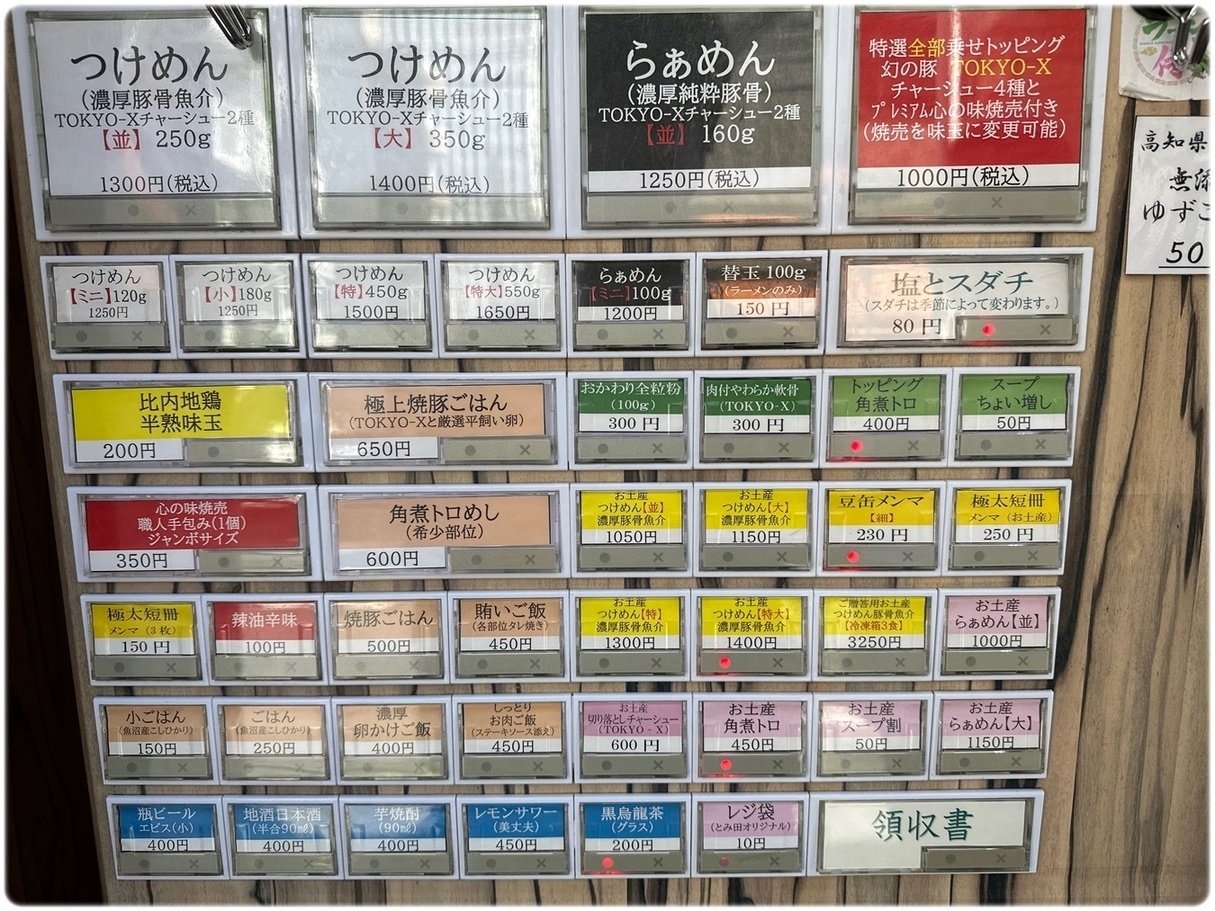 つけめん
(濃厚豚骨魚介)
TOKYO-Xチャーシュー2種
【並】 250g
1300円(税込)
つけめん
(濃厚豚骨魚介)
TOKYO-Xチャーシュー2種
【大】 350g
1400円(税込)
らぁめん
(濃厚純粋豚骨)
TOKYO-Xチャーシュー2種
【並】 160g
1250円(税込)
特選全部乗せトッピング
幻の豚 TOKYO-X
チャーシュー4種と
プレミアム心の味焼売付き
(焼売を味玉に変更可能)
1000円(税込)
高知県
無添
ゆずこ
50
つけめん
【ミニ】120g
1250円
つけめん
【小】180g
1250円
つけめん
【特】450g
1500円
つけめん
【特大】550g
1650円
らぁめん
【ミニ】100g
1200円
替玉 100g
(ラーメンのみ)
150円
塩とスダチ
(スダチは季節によって変わります。)
80 円
比内地鶏
半熟味玉
200円
極上焼豚ごはん
(TOKYO-Xと厳選平飼い卵)
650円
おかわり全粒粉
(100g)
300 円
肉付やわらか軟骨
(TOKYO-X)
300 円
トッピング
角煮トロ
400円
スープ
ちょい増し
50円
心の味焼売
職人手包み(1個)
ジャンボサイズ
350円
角煮トロめし
(希少部位)
600円
お土産
つけめん【並】
濃厚豚骨魚介
1050円
お土産
つけめん【大】
濃厚豚骨魚介
1150円
豆缶メンマ
【細】
230 円
極太短冊
メンマ(お土産)
250 円
極太短冊
メンマ(3枚)
150円
辣油辛味
100円
焼豚ごはん
500円
賄いご飯
(各部位タレ焼き)
450円
お土産
つけめん【特】
濃厚豚骨魚介
1300円
お土産
つけめん【特大】
濃厚豚骨魚介
1400円
ご贈答用お土産
つけめん豚骨魚介
【冷凍箱3食】
3250円
お土産
らぁめん【並】
1000円
小ごはん
(魚沼産こしひかり)
150円
ごはん
(魚沼産こしひかり)
250円
濃厚
卵かけご飯
400円
しっとり
お肉ご飯
(ステーキソース添え)
450円
お土産
切り落としチャーシュー
(TOKYO - X)
600 円
お土産
角煮トロ
450円
お土産
スープ割
50円
お土産
らぁめん【大】
1150円
瓶ビール
エビス(小)
400円
地酒日本酒
(半合90㎖)
400円
芋焼酎
(90㎖)
400円
レモンサワー
(美丈夫)
450円
黒烏龍茶
(グラス)
200円
レジ袋
(とみ田オリジナル)
10円
領収書